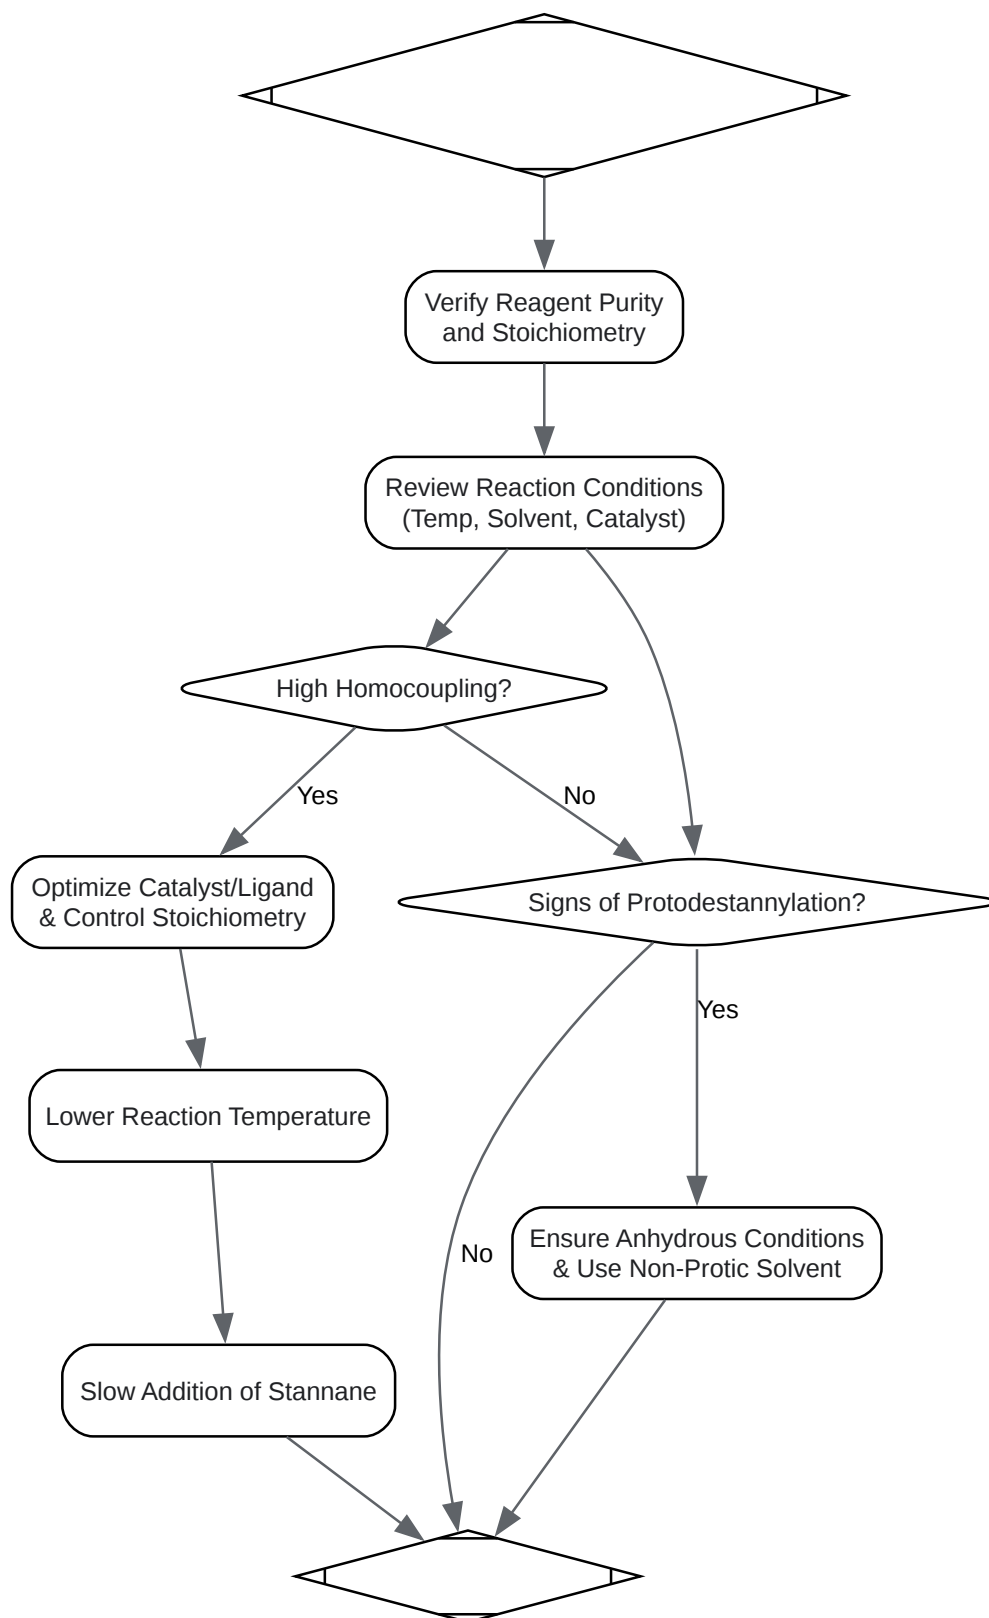 Verify Reagent Purity
and Stoichiometry
Review Reaction Conditions
(Temp, Solvent, Catalyst)
High Homocoupling?
Yes
No
Optimize Catalyst/Ligand
& Control Stoichiometry
Signs of Protodestannylation?
Yes
Lower Reaction Temperature
No
Ensure Anhydrous Conditions
& Use Non-Protic Solvent
Slow Addition of Stannane